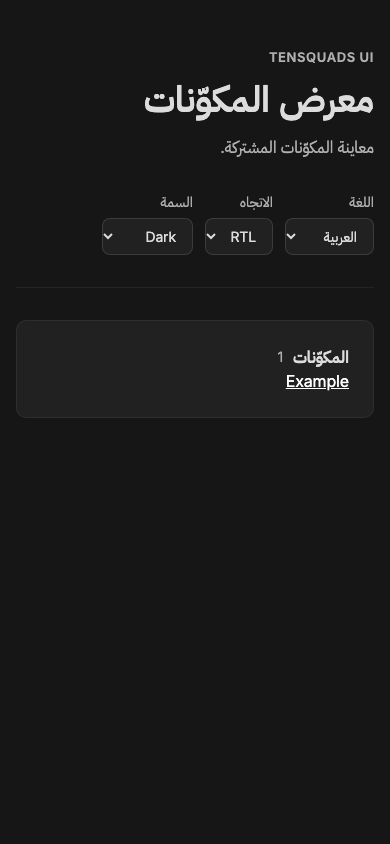 TENSQUADS UI
معرض المكوّنات
معاينة المكوّنات المشتركة.
اللغة
الاتجاه
السمة
العربية
RTL
Dark
المكوّنات 1
Example